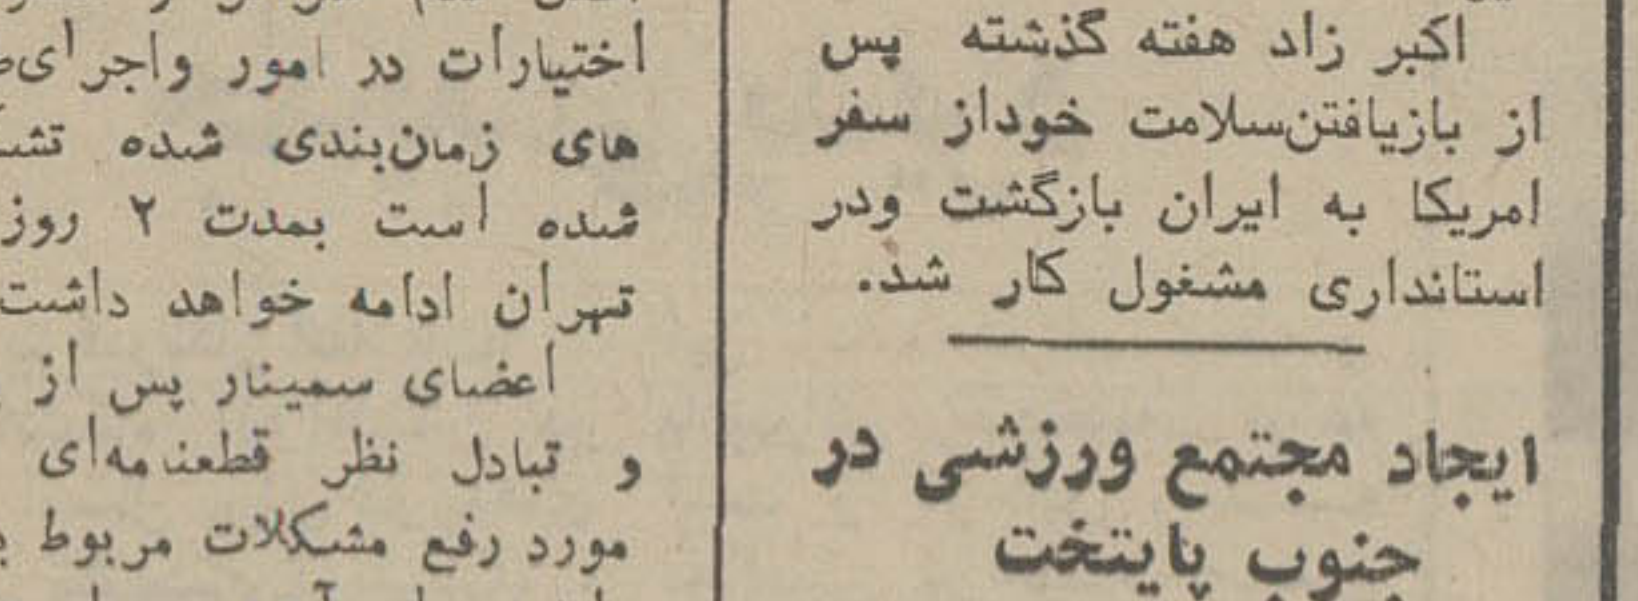 اکبر زاد هفته گذشته پس
از بازیافتن‌سلامت خوداز سفر
امریکا به ایران بازگشت ودر
استانداری مشغول کار شد.
ایجاد مجتمع ورزشی در
جنوب پایتخت
اختیارات در امور واجرای
های زمان‌بندی شده
شده است بمدت ۲ روز
تهران ادامه خواهد داشت
اعضای سمینار پس از
و تبادل نظر قطعنامه‌ای
مورد رفع مشکلات مربوط